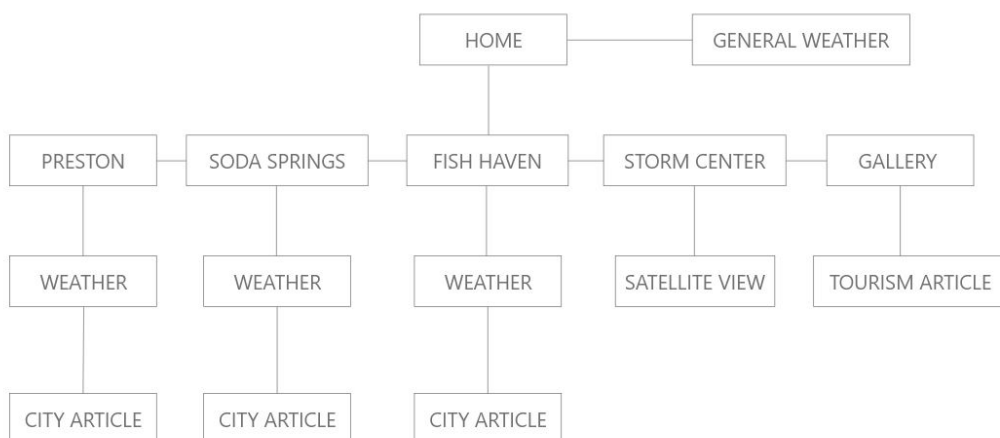 HOME
GENERAL WEATHER
PRESTON
SODA SPRINGS
FISH HAVEN
STORM CENTER
GALLERY
WEATHER
WEATHER
WEATHER
SATELLITE VIEW
TOURISM ARTICLE
CITY ARTICLE
CITY ARTICLE
CITY ARTICLE